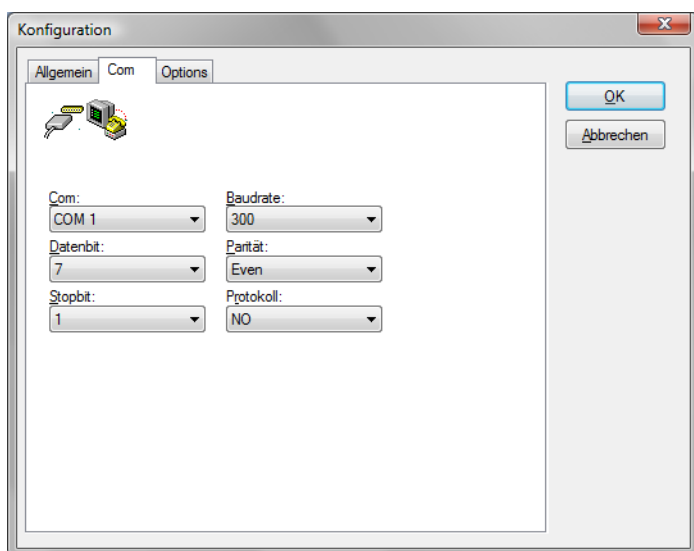 Konfiguration
Allgemein Com Options
OK
Abbrechen
Com: Baudrate:
COM 1 300
Datenbit: Parität:
7 Even
Stopbit: Protokoll:
1 NO